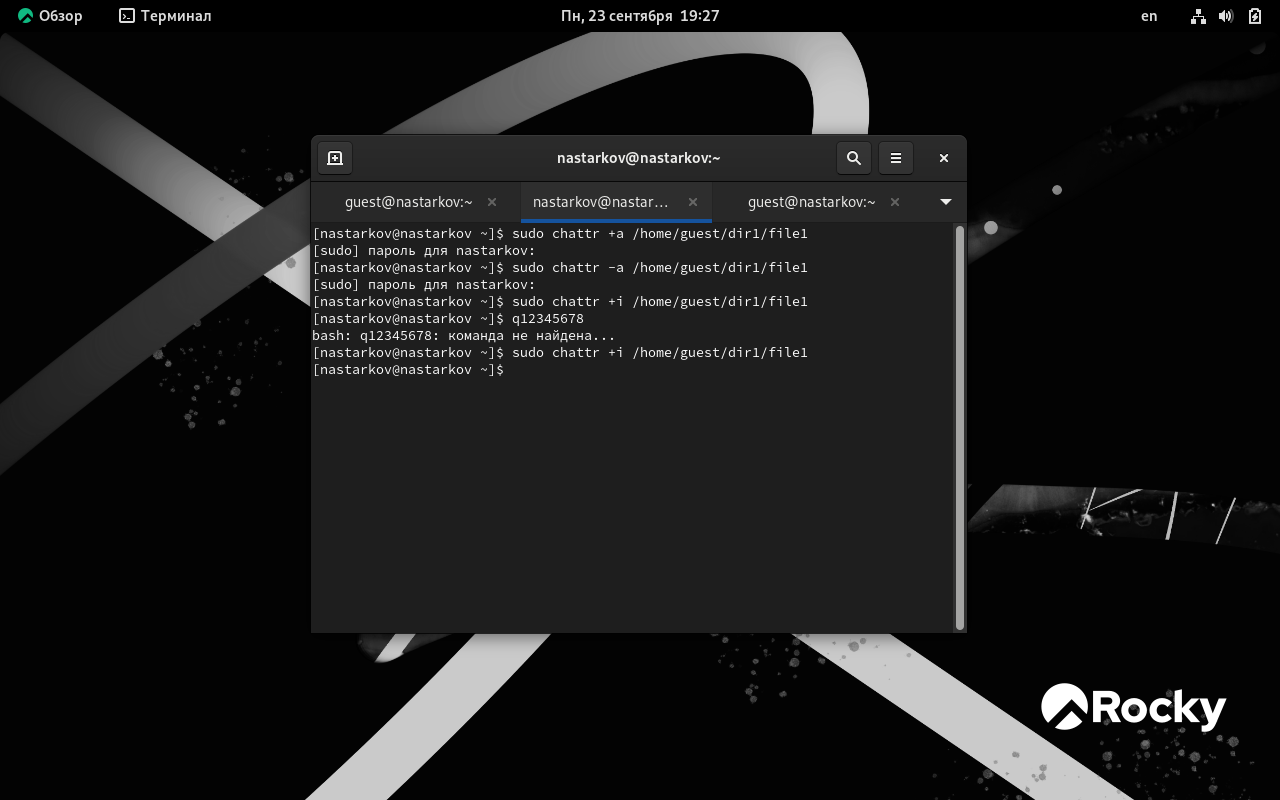 Обзор
Терминал
Пн, 23 сентября 19:27
en
nastarkov@nastarkov:~
guest@nastarkov:~
nastarkov@nastar...
guest@nastarkov:~
[nastarkov@nastarkov ~]$ sudo chattr +a /home/guest/dir1/file1
[sudo] пароль для nastarkov:
[nastarkov@nastarkov ~]$ sudo chattr -a /home/guest/dir1/file1
[sudo] пароль для nastarkov:
[nastarkov@nastarkov ~]$ sudo chattr +i /home/guest/dir1/file1
[nastarkov@nastarkov ~]$ q12345678
bash: q12345678: команда не найдена...
[nastarkov@nastarkov ~]$ sudo chattr +i /home/guest/dir1/file1
[nastarkov@nastarkov ~]$
Rocky